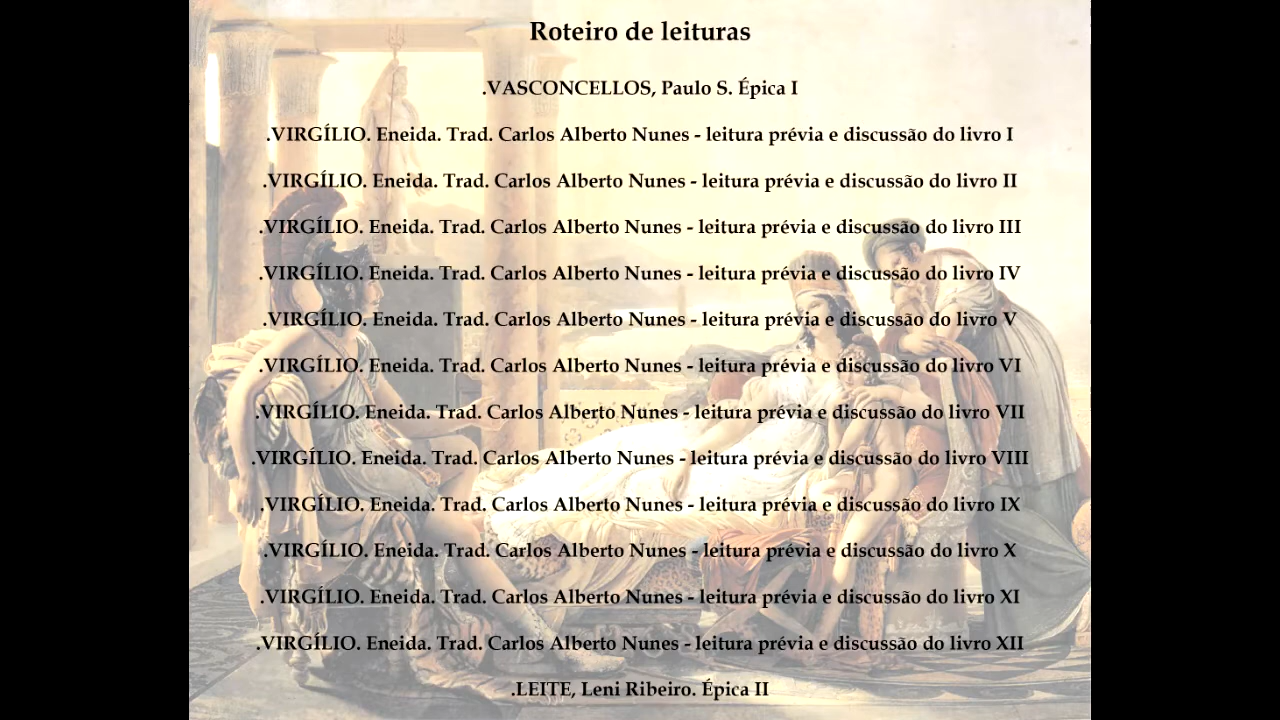 Roteiro de leituras
.VASCONCELLOS, Paulo S. Épica I
.VIRGÍLIO. Eneida. Trad. Carlos Alberto Nunes - leitura prévia e discussão do livro I
.VIRGÍLIO. Eneida. Trad. Carlos Alberto Nunes - leitura prévia e discussão do livro II
.VIRGÍLIO. Eneida. Trad. Carlos Alberto Nunes - leitura prévia e discussão do livro III
.VIRGÍLIO. Eneida. Trad. Carlos Alberto Nunes - leitura prévia e discussão do livro IV
.VIRGÍLIO. Eneida. Trad. Carlos Alberto Nunes - leitura prévia e discussão do livro V
.VIRGÍLIO. Eneida. Trad. Carlos Alberto Nunes - leitura prévia e discussão do livro VI
.VIRGÍLIO. Eneida. Trad. Carlos Alberto Nunes - leitura prévia e discussão do livro VII
.VIRGÍLIO. Eneida. Trad. Carlos Alberto Nunes - leitura prévia e discussão do livro VIII
.VIRGÍLIO. Eneida. Trad. Carlos Alberto Nunes - leitura prévia e discussão do livro IX
.VIRGÍLIO. Eneida. Trad. Carlos Alberto Nunes - leitura prévia e discussão do livro X
.VIRGÍLIO. Eneida. Trad. Carlos Alberto Nunes - leitura prévia e discussão do livro XI
.VIRGÍLIO. Eneida. Trad. Carlos Alberto Nunes - leitura prévia e discussão do livro XII
.LEITE, Leni Ribeiro. Épica II